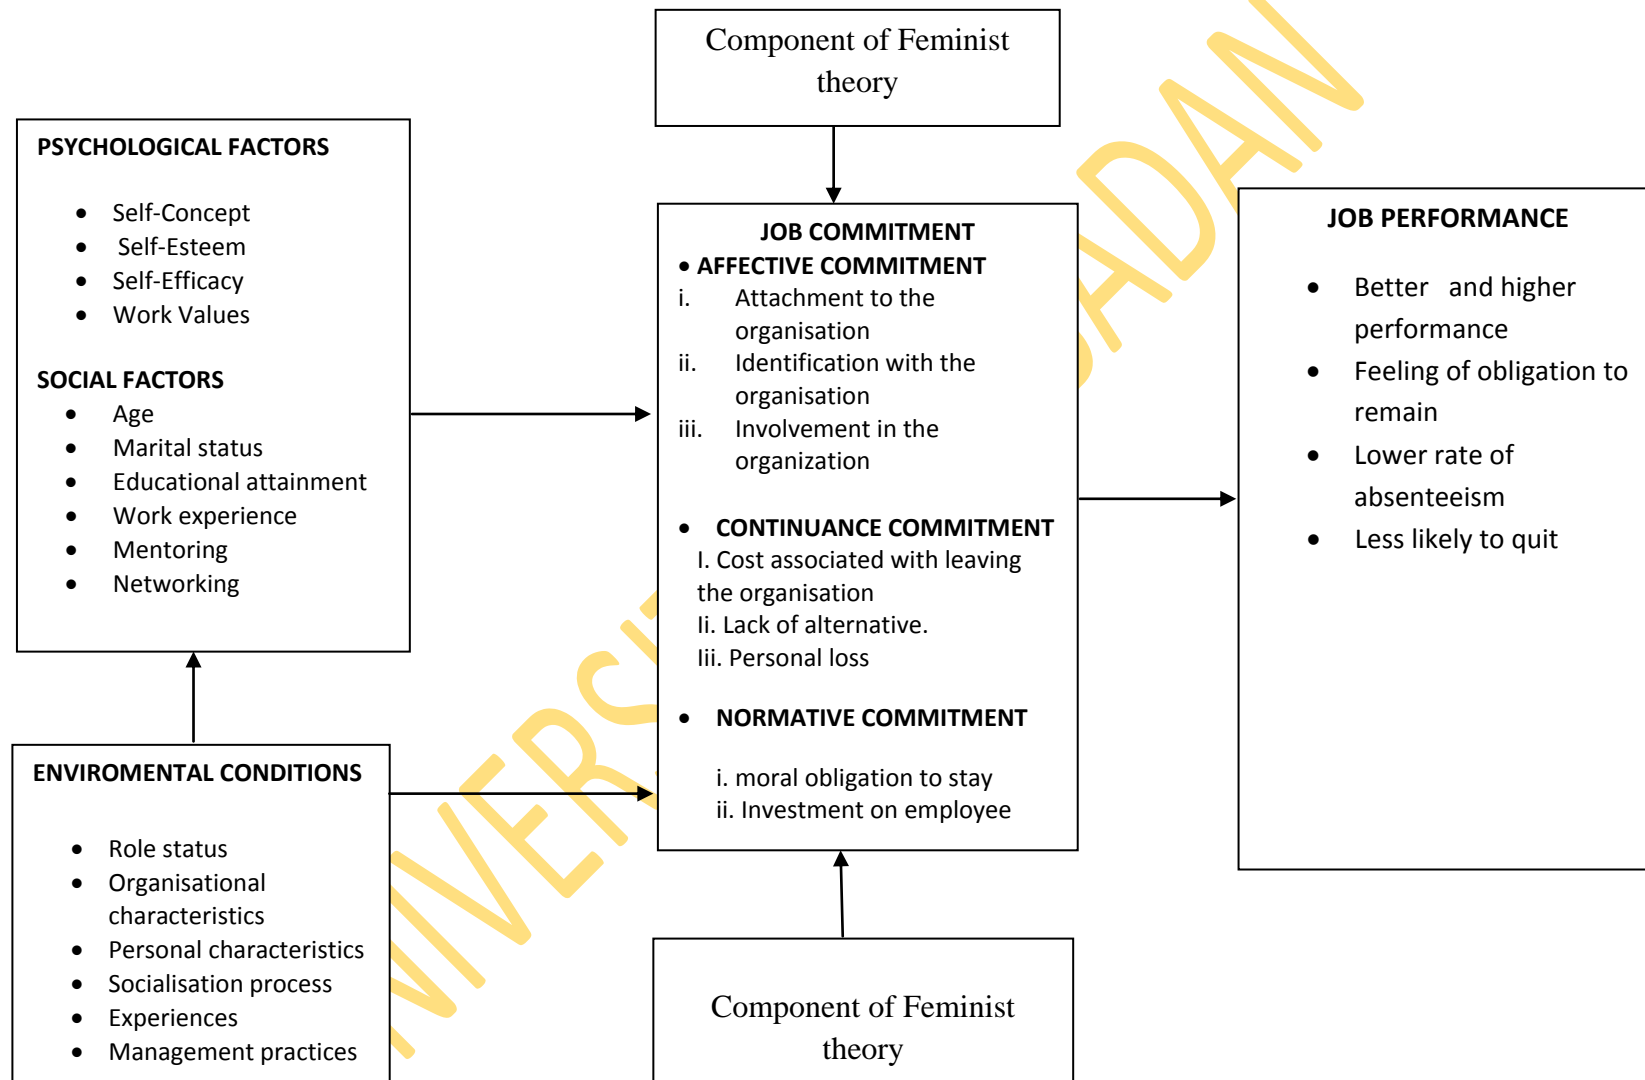 Component of Feminist
theory
PSYCHOLOGICAL FACTORS
• Self-Concept
• Self-Esteem
• Self-Efficacy
• Work Values
SOCIAL FACTORS
• Age
• Marital status
• Educational attainment
• Work experience
• Mentoring
• Networking
ENVIROMENTAL CONDITIONS
• Role status
• Organisational
characteristics
• Personal characteristics
• Socialisation process
• Experiences
• Management practices
JOB COMMITMENT
• AFFECTIVE COMMITMENT
i. Attachment to the
organisation
ii. Identification with the
organisation
iii. Involvement in the
organization
• CONTINUANCE COMMITMENT
I. Cost associated with leaving
the organisation
Ii. Lack of alternative.
Iii. Personal loss
• NORMATIVE COMMITMENT
i. moral obligation to stay
ii. Investment on employee
Component of Feminist
theory
JOB PERFORMANCE
• Better and higher
performance
• Feeling of obligation to
remain
• Lower rate of
absenteeism
• Less likely to quit